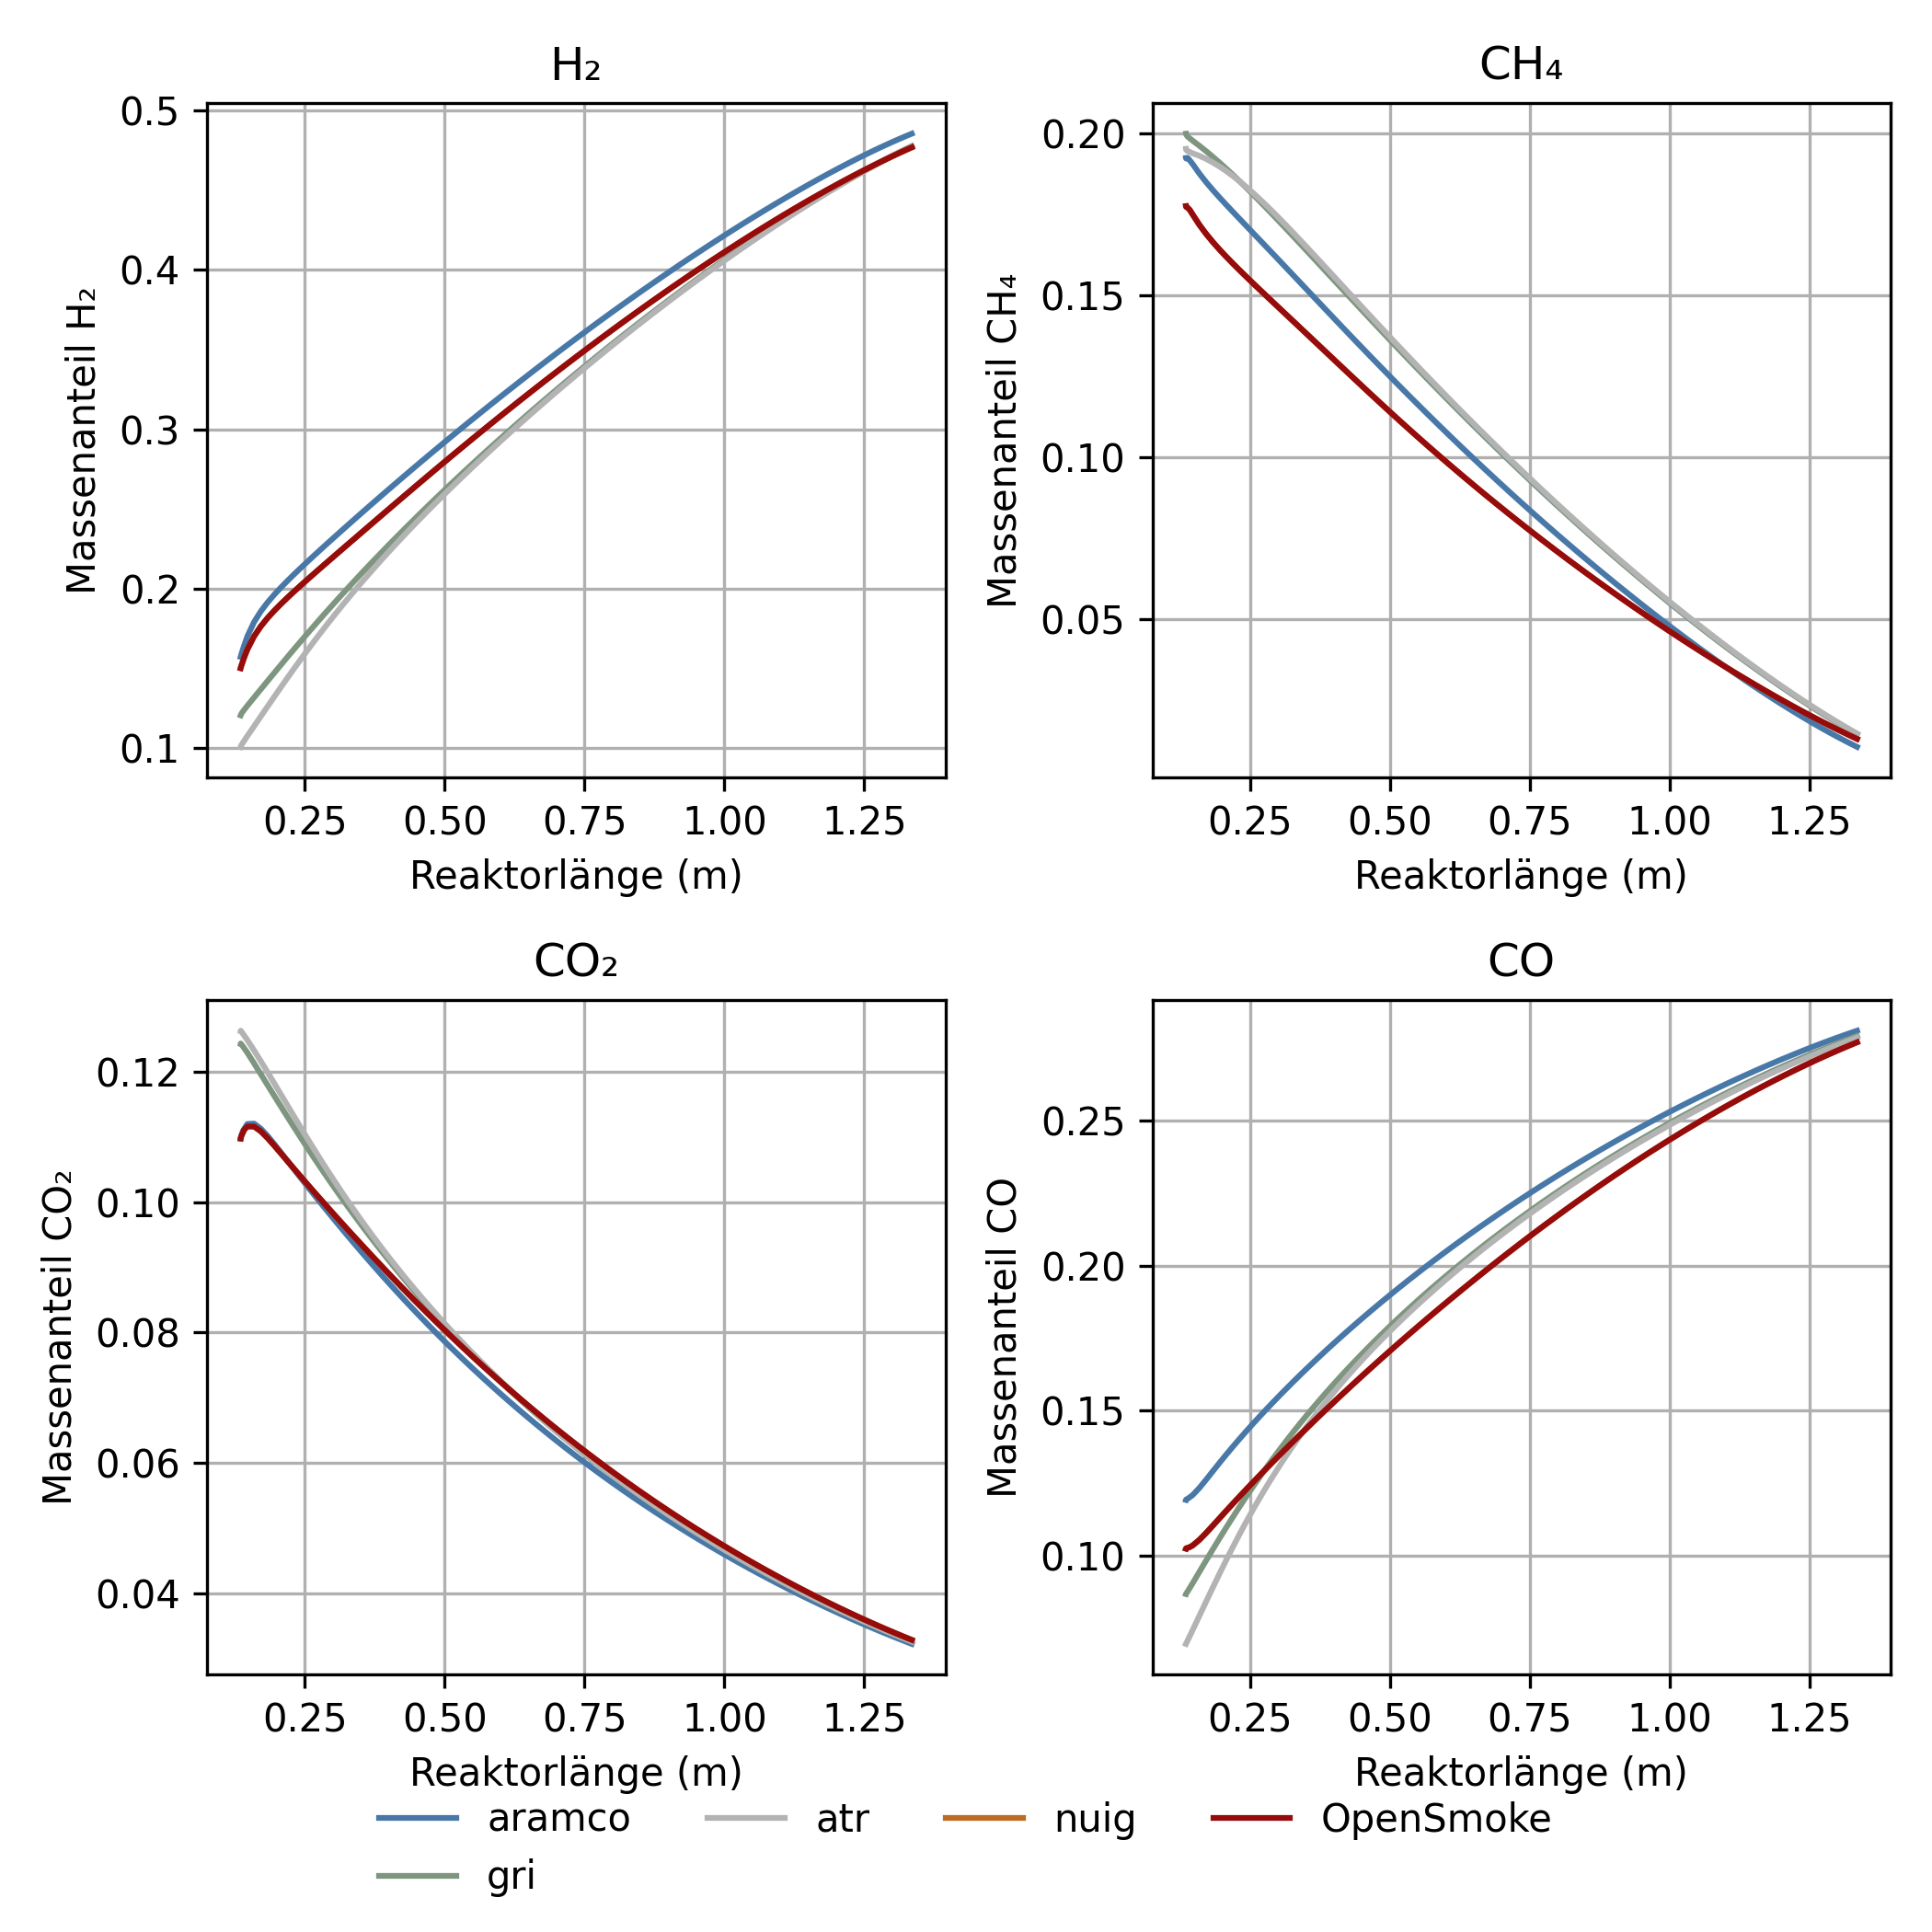 H₂
CH₄
0.5
0.4
0.3
0.2
0.1
Massenanteil H₂
0.25 0.50 0.75 1.00 1.25
Reaktorlänge (m)
0.20
0.15
0.10
0.05
Massenanteil CH₄
0.25 0.50 0.75 1.00 1.25
Reaktorlänge (m)
CO₂
CO
0.12
0.10
0.08
0.06
0.04
Massenanteil CO₂
0.25 0.50 0.75 1.00 1.25
Reaktorlänge (m)
0.25
0.20
0.15
0.10
Massenanteil CO
0.25 0.50 0.75 1.00 1.25
Reaktorlänge (m)
aramco atr nuig OpenSmoke
gri